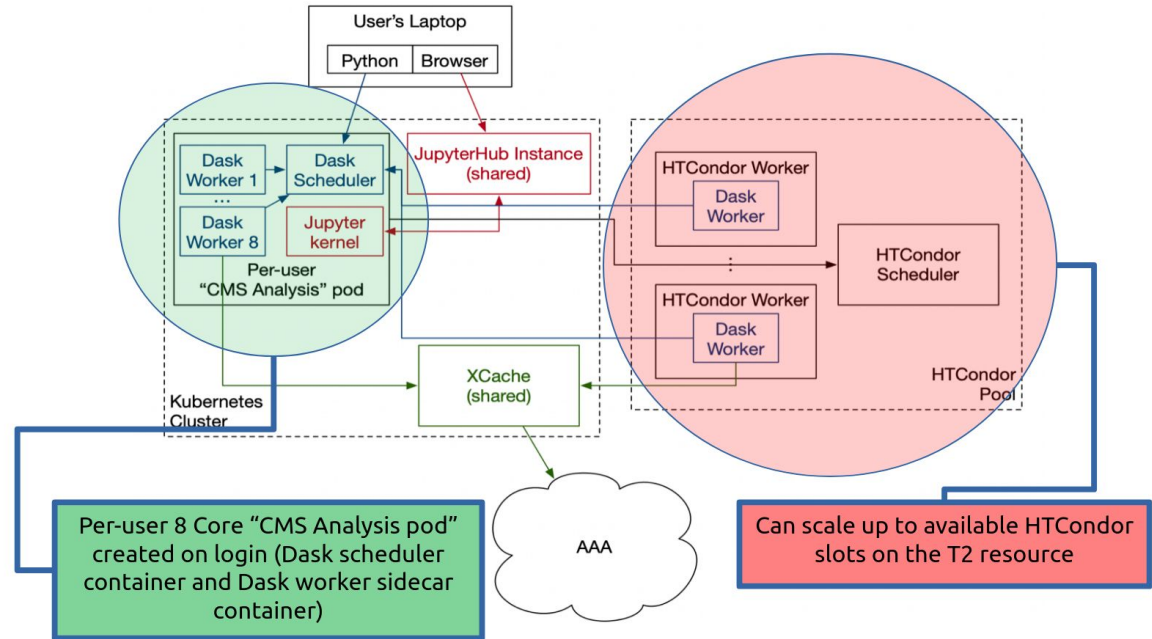 User's Laptop
Python
Browser
Dask
Worker 1
...
Dask
Worker 8
Dask
Scheduler
Jupyter
kernel
Per-user
“CMS Analysis” pod
JupyterHub Instance
(shared)
HTCondor Worker
Dask
Worker
⋮
HTCondor Worker
Dask
Worker
HTCondor
Scheduler
XCache
(shared)
Kubernetes
Cluster
HTCondor
Pool
AAA
Per-user 8 Core “CMS Analysis pod”
created on login (Dask scheduler
container and Dask worker sidecar
container)
Can scale up to available HTCondor
slots on the T2 resource